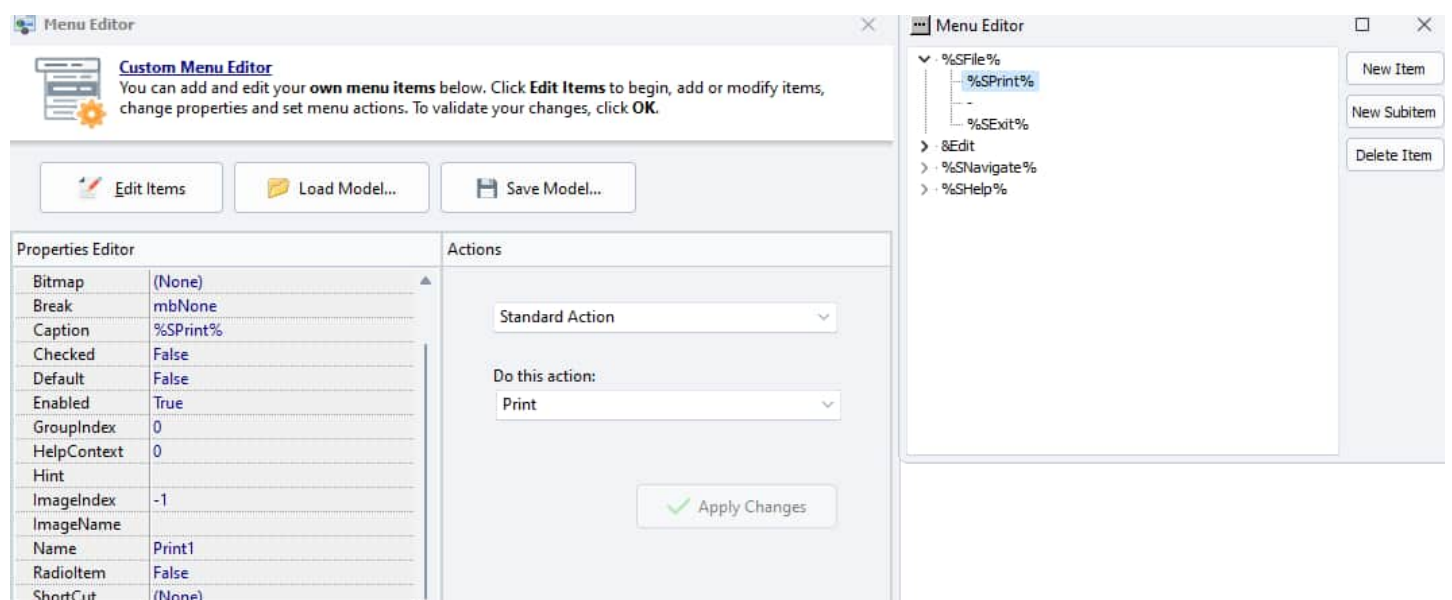 Menu Editor
Custom Menu Editor
You can add and edit your own menu items below. Click Edit Items to begin, add or modify items,
change properties and set menu actions. To validate your changes, click OK.
Edit Items
Load Model...
Save Model...
Properties Editor
Actions
Bitmap (None)
Break mbNone
Caption %SPrint%
Checked False
Default False
Enabled True
GroupIndex 0
HelpContext 0
Hint
ImageIndex -1
ImageName
Name Print1
RadioItem False
ShortCut (None)
Standard Action
Do this action:
Print
Apply Changes
Menu Editor
%SFile%
%SPrint%
-
%SExit%
&Edit
%SNavigate%
%SHelp%
New Item
New Subitem
Delete Item